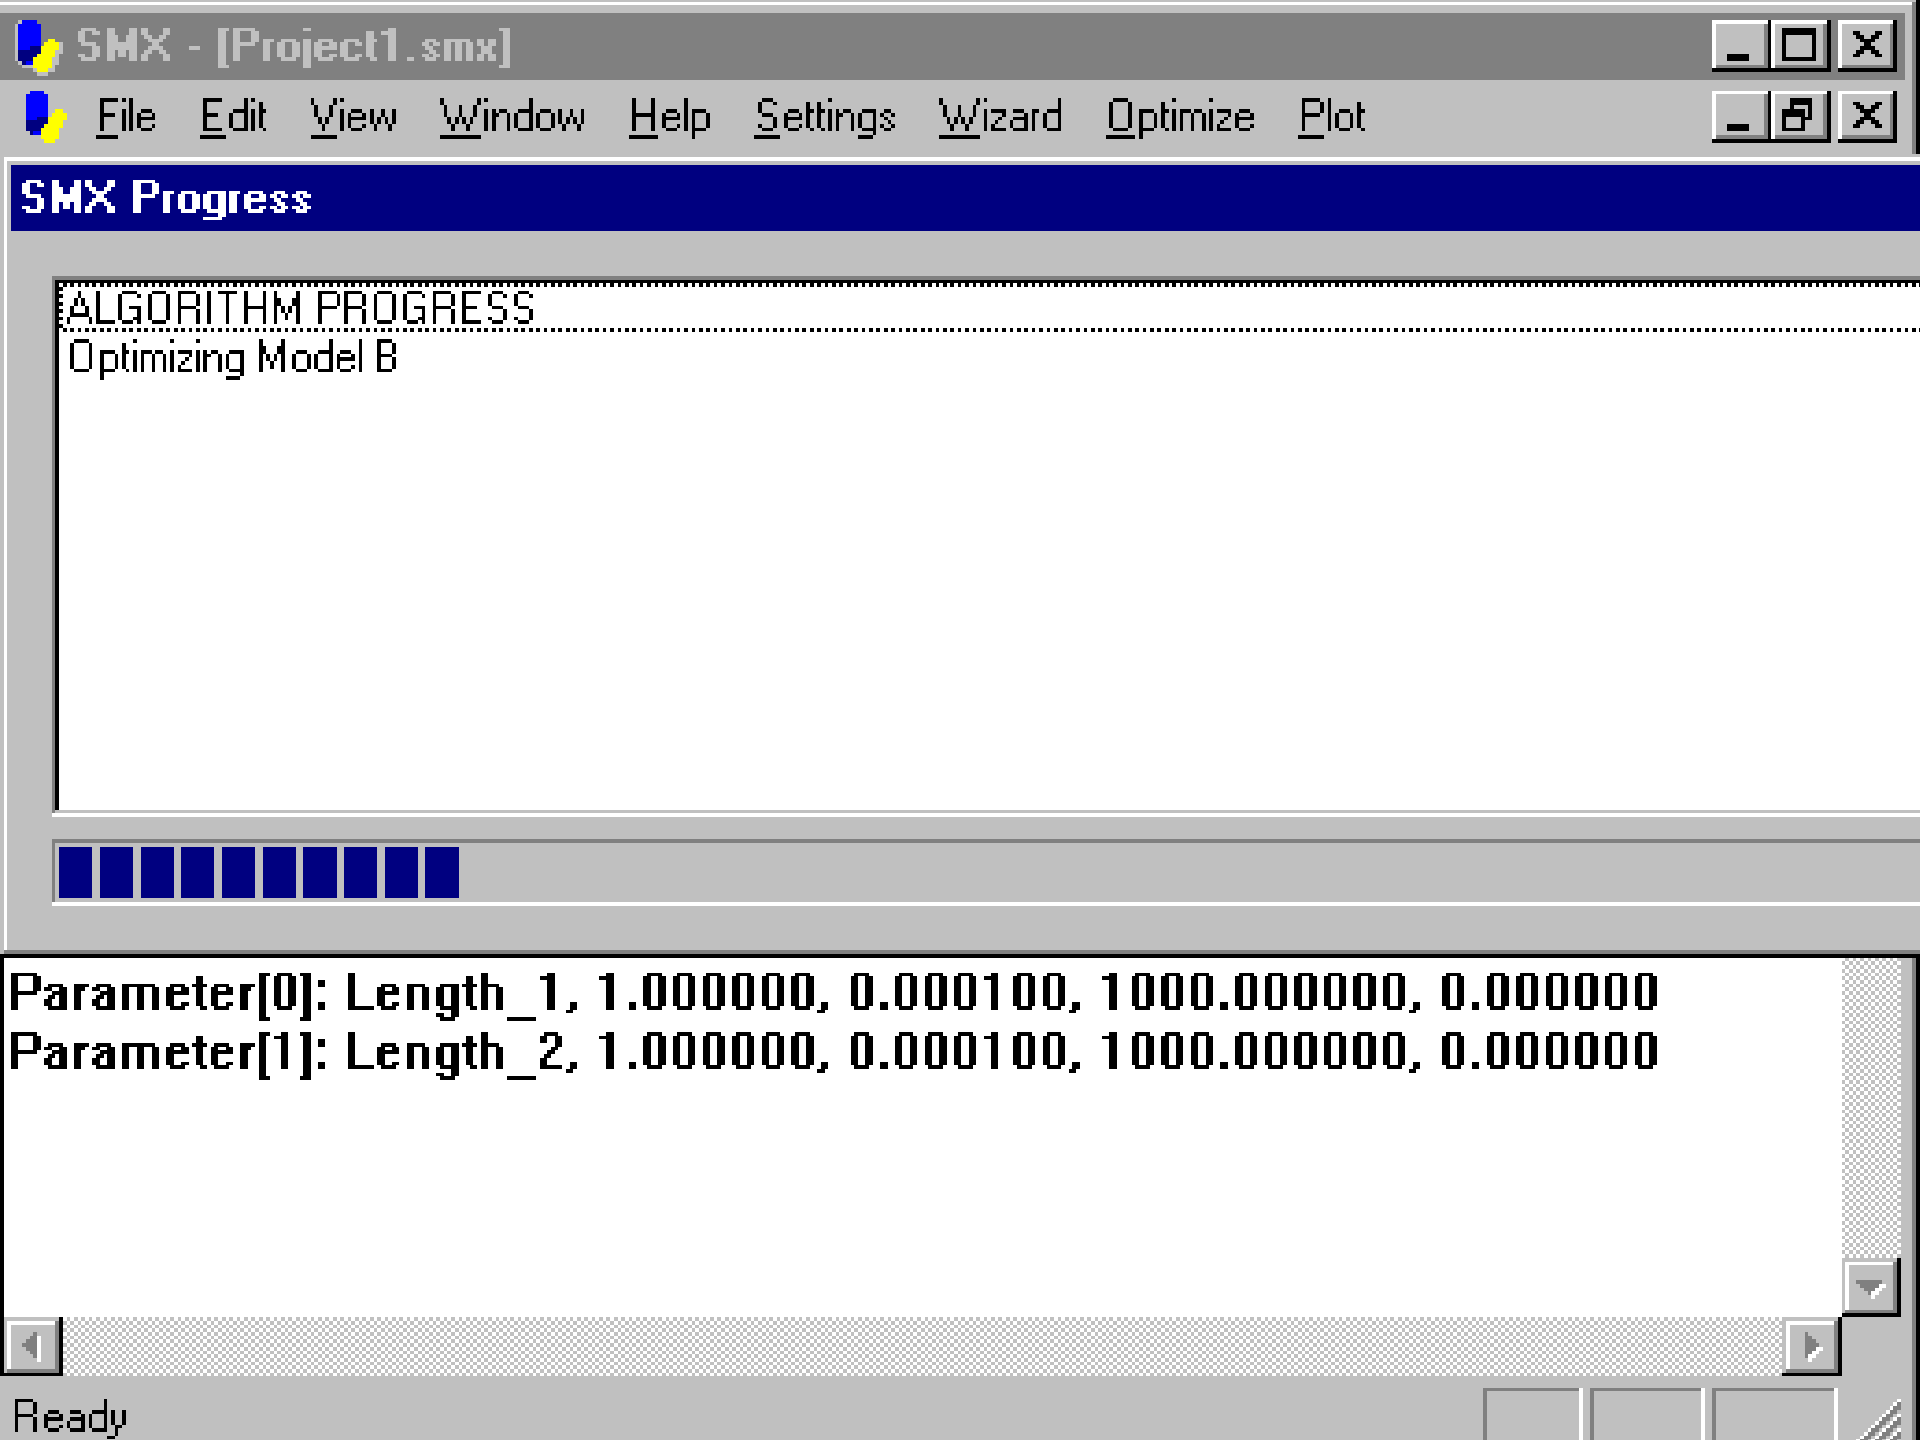 SMX - [Project1.smx]
File Edit View Window Help Settings Wizard Optimize Plot
SMX Progress
ALGORITHM PROGRESS
Optimizing Model B
Parameter[0]: Length_1, 1.000000, 0.000100, 1000.000000, 0.000000
Parameter[1]: Length_2, 1.000000, 0.000100, 1000.000000, 0.000000
Ready